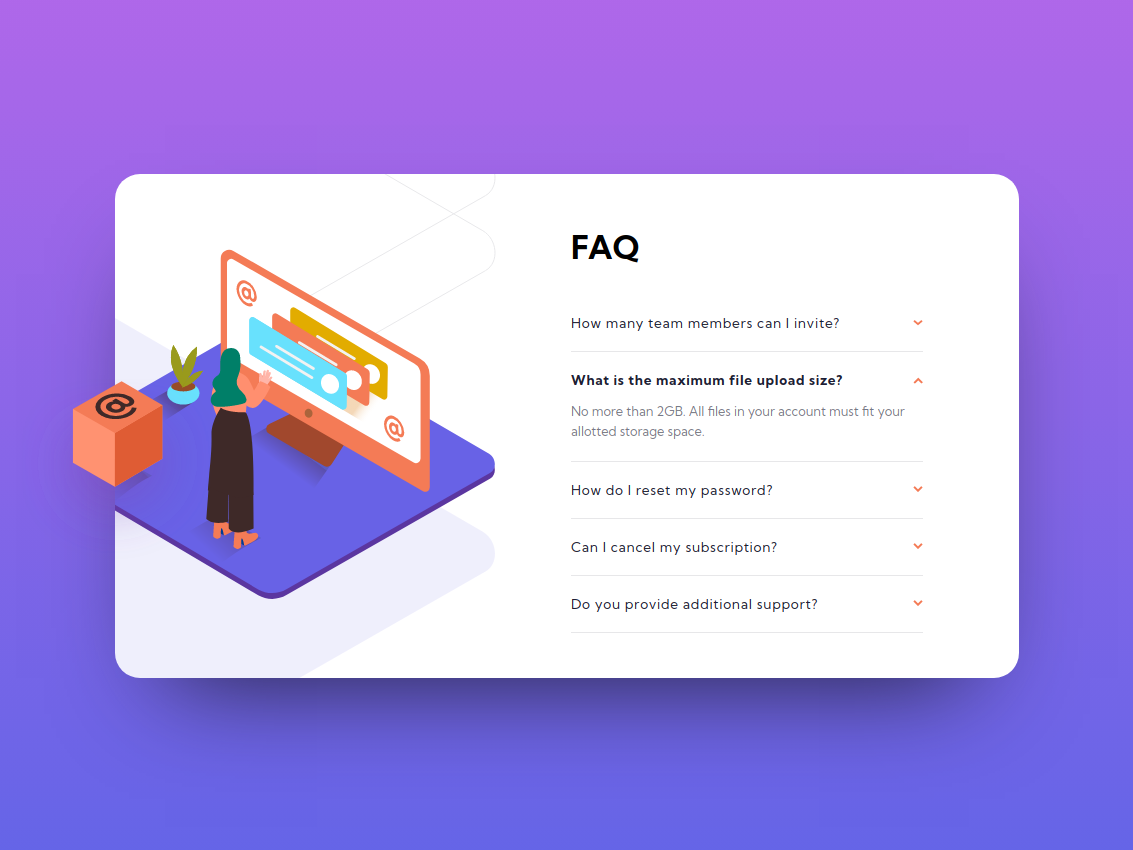 FAQ
How many team members can I invite?
What is the maximum file upload size?
No more than 2GB. All files in your account must fit your
allotted storage space.
How do I reset my password?
Can I cancel my subscription?
Do you provide additional support?
@
@
@